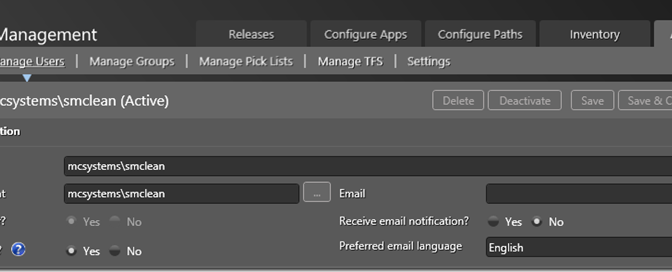 Management Releases Configure Apps Configure Paths Inventory
anage Users Manage Groups Manage Pick Lists Manage TFS Settings
csystems\smclean (Active) Delete Deactivate Save Save & C
tion
mcsystems\smclean
nt mcsystems\smclean ... Email
? Yes No Receive email notification? Yes No
? Yes No Preferred email language English